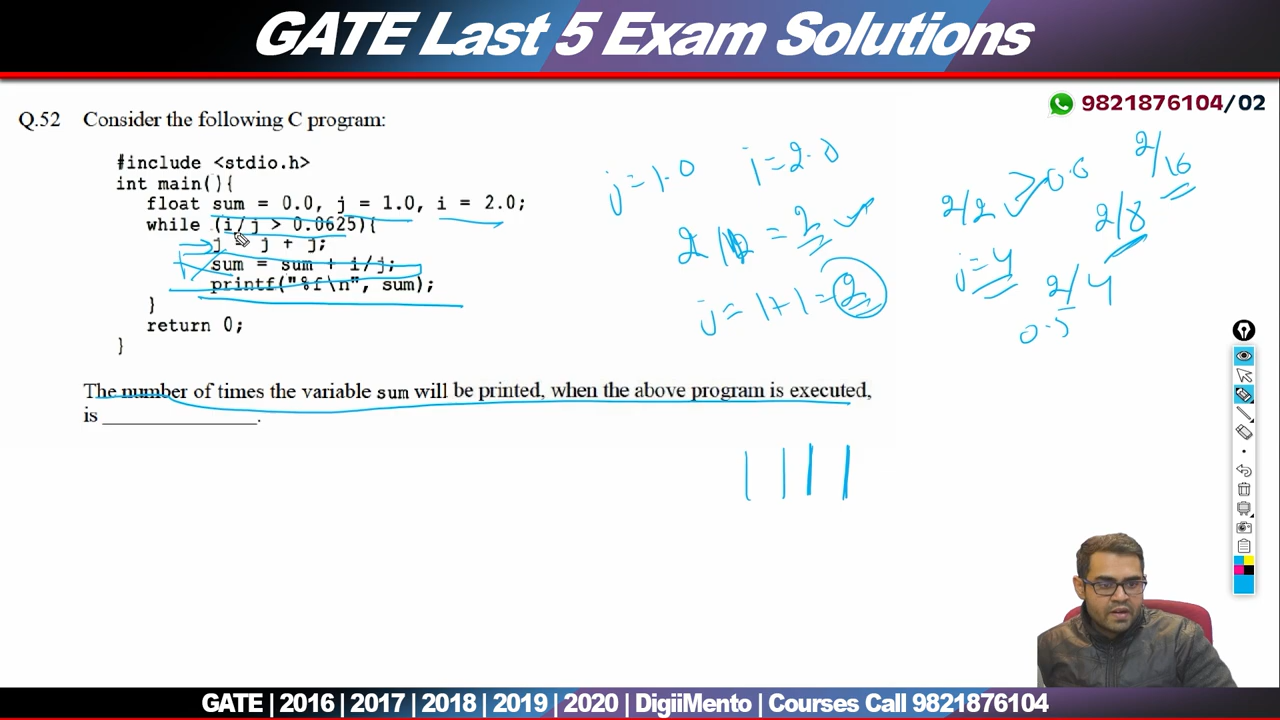 GATE Last 5 Exam Solutions
9821876104/02
Q.52 Consider the following C program:
#include <stdio.h>
int main(){
float sum = 0.0, j = 1.0, i = 2.0;
while (i/j > 0.0625){
j = j + j;
sum = sum + i/j;
printf("%f\n", sum);
}
return 0;
}
The number of times the variable sum will be printed, when the above program is executed,
is _______________.
j=1.0 i=2.0
= 2
j= 1+1=2
2/2 > 0.0
j=4
2/4
0.5
2/8
2/16
GATE | 2016 | 2017 | 2018 | 2019 | 2020 | DigiiMento | Courses Call 9821876104